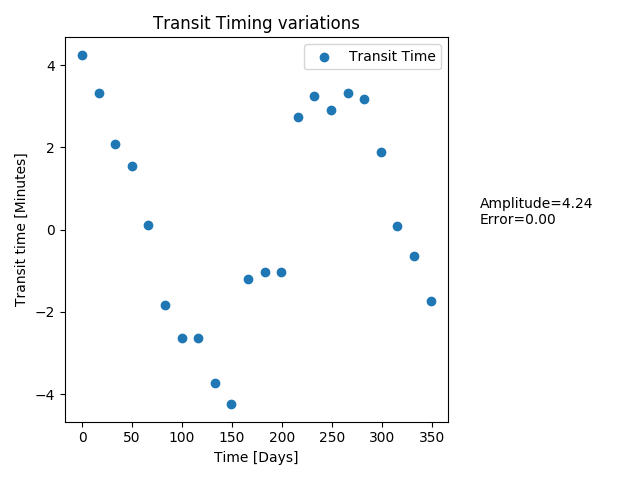 Transit Timing variations
Transit Time
Transit time [Minutes]
4
2
0
−2
−4
0 50 100 150 200 250 300 350
Time [Days]
Amplitude=4.24
Error=0.00